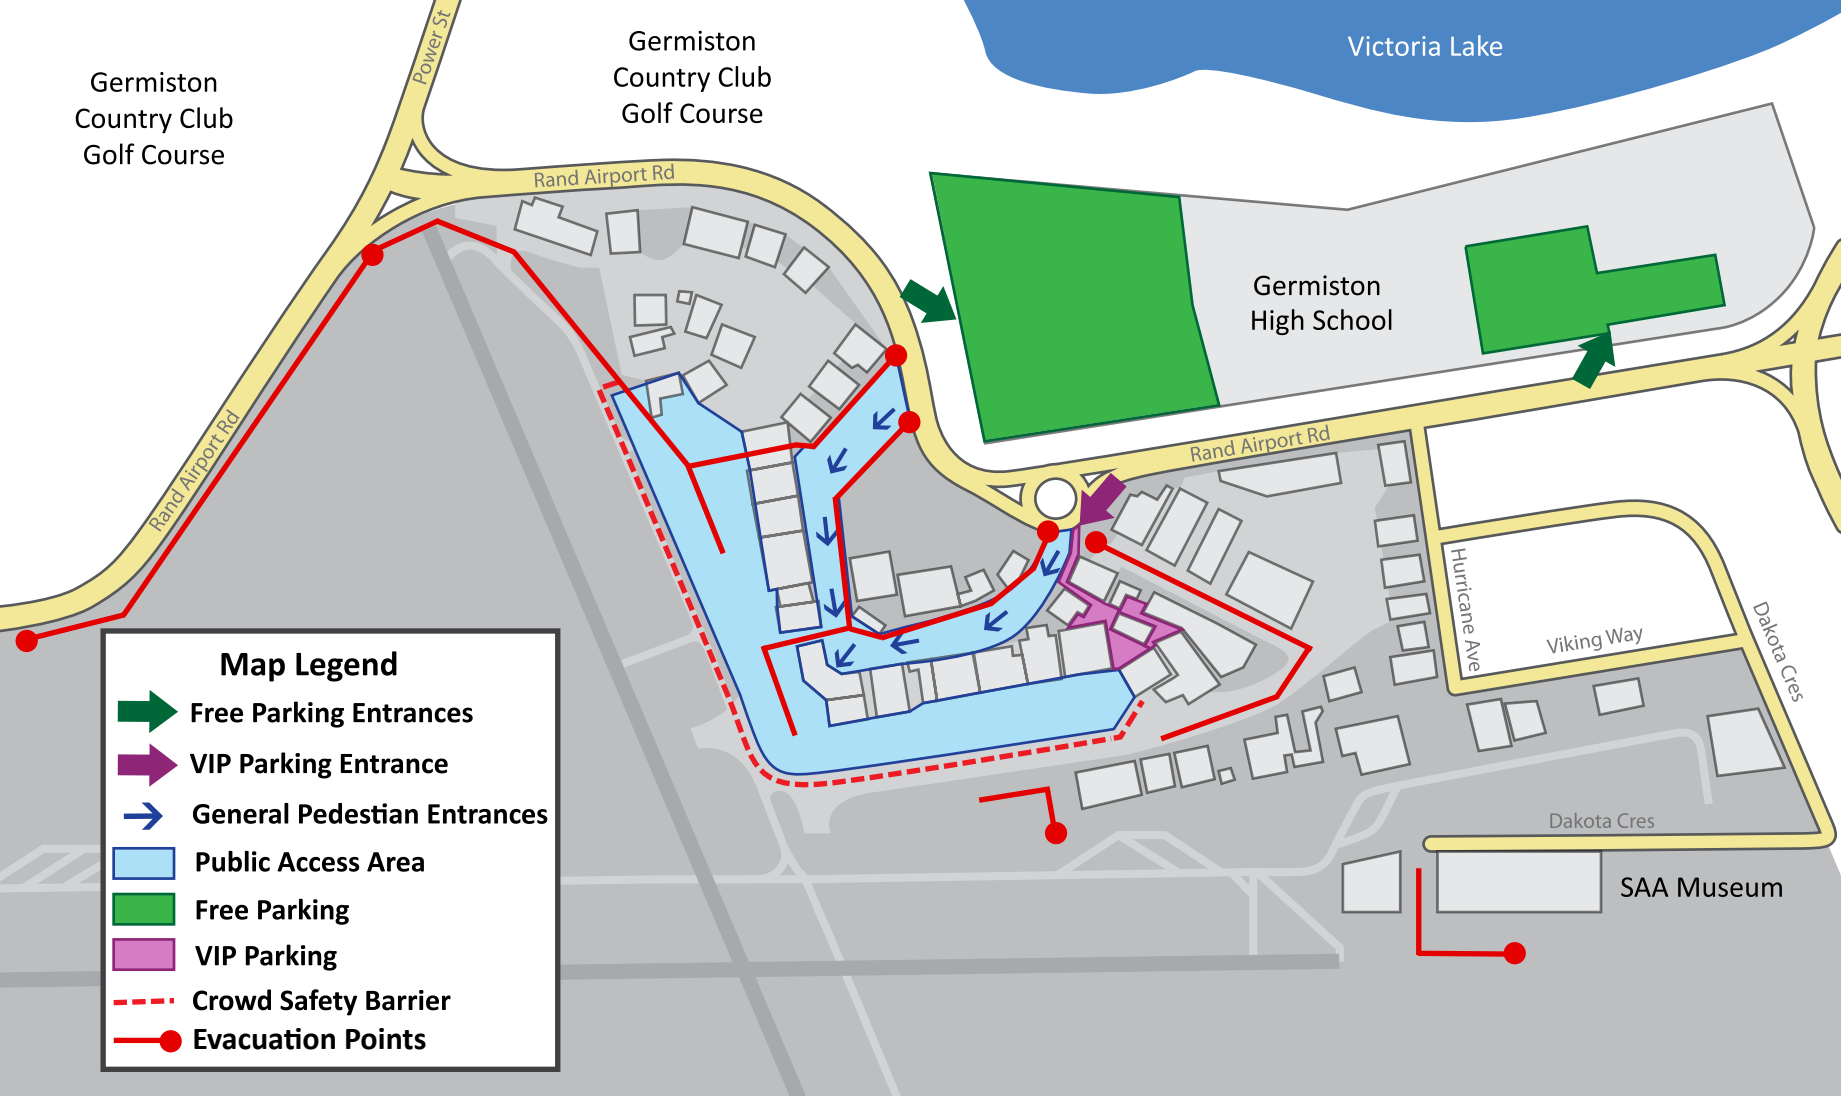 Power St
Germiston
Country Club
Golf Course
Germiston
Country Club
Golf Course
Victoria Lake
Rand Airport Rd
Germiston
High School
Rand Airport Rd
Rand Airport Rd
Hurricane Ave
Viking Way
Dakota Cres
Dakota Cres
SAA Museum
Map Legend
Free Parking Entrances
VIP Parking Entrance
General Pedestian Entrances
Public Access Area
Free Parking
VIP Parking
Crowd Safety Barrier
Evacuation Points